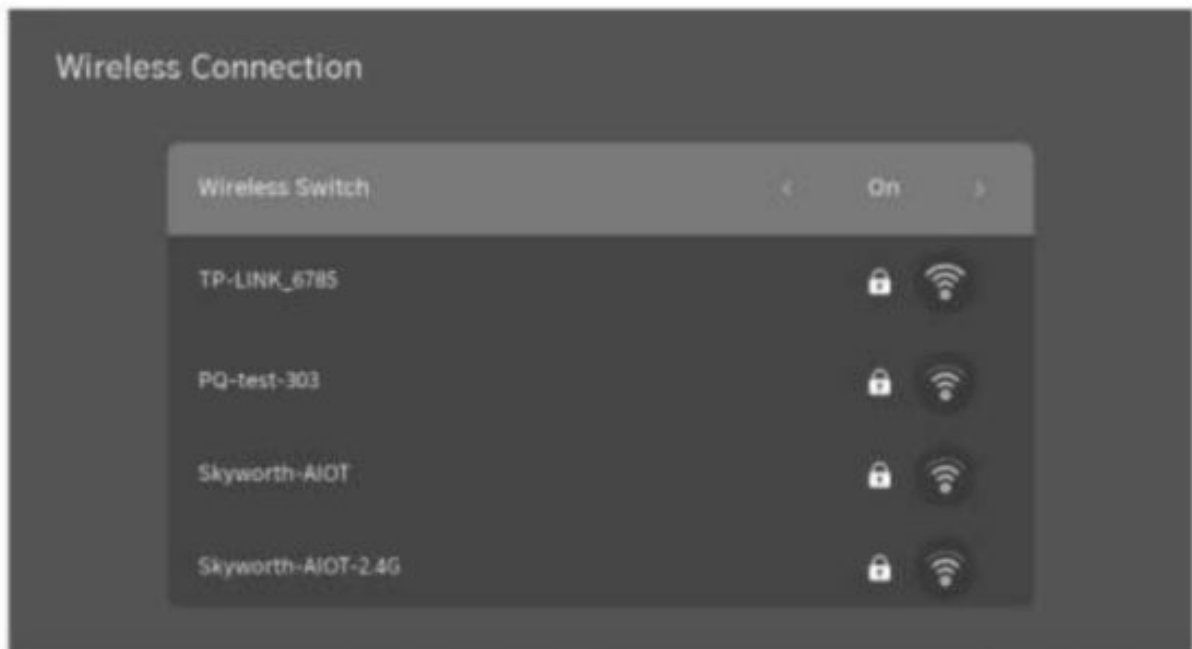 Wireless Connection
Wireless Switch On
TP-LINK_6785
PQ-test-303
Skyworth-AIOT
Skyworth-AIOT-2.4G